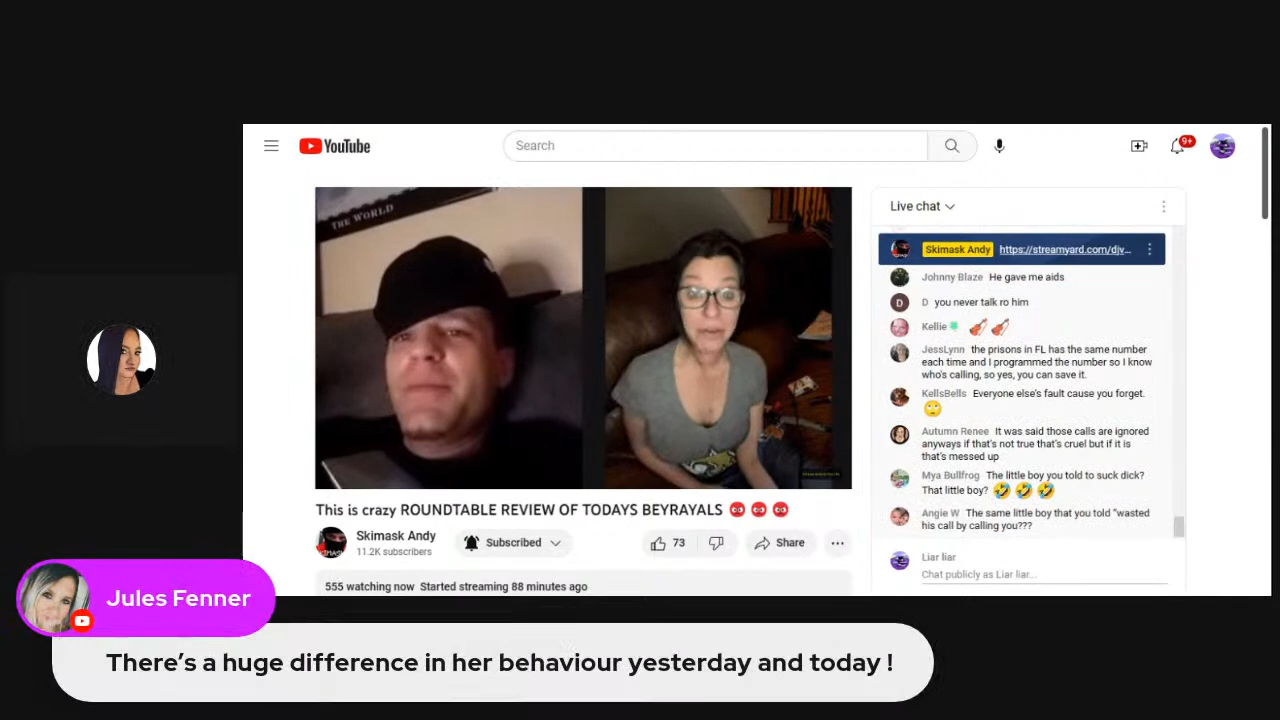 YouTube
Search
9+
THE WORLD
Live chat
Skimask Andy https://streamyard.com/djv...
Johnny Blaze He gave me aids
D you never talk ro him
Kellie
JessLynn the prisons in FL has the same number
each time and I programmed the number so I know
who's calling, so yes, you can save it.
KellsBells Everyone else's fault cause you forget.
🙄
Autumn Renee It was said those calls are ignored
anyways if that's not true that's cruel but if it is
that's messed up
Mya Bullfrog The little boy you told to suck dick?
That little boy? 🤣 🤣 🤣
Angie W The same little boy that you told "wasted
his call by calling you???
Liar liar
Chat publicly as Liar liar...
This is crazy ROUNDTABLE REVIEW OF TODAYS BEYRAYALS
Skimask Andy
11.2K subscribers
Subscribed
73
Share
555 watching now Started streaming 88 minutes ago
Jules Fenner
There's a huge difference in her behaviour yesterday and today !